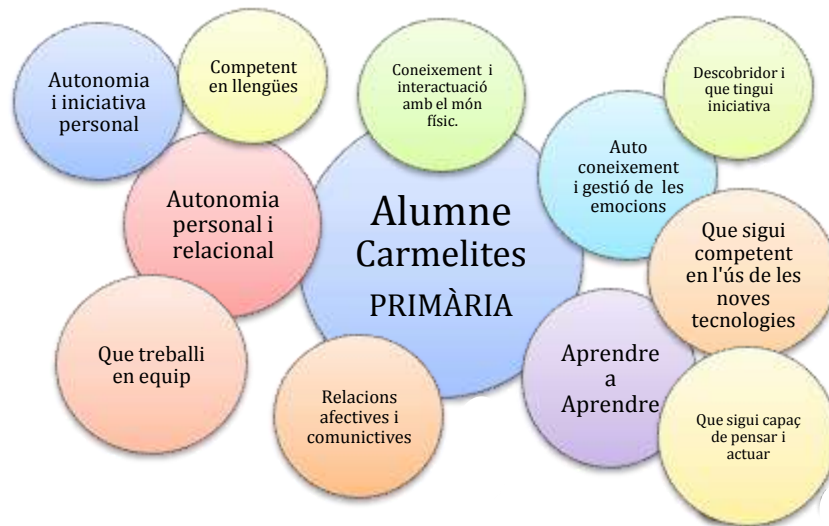 Autonomia
i iniciativa
personal
Competent
en llengües
Coneixement i
interactuació
amb el món
físic.
Descobridor i
que tingui
iniciativa
Auto
coneixement
i gestió de les
emocions
Autonomia
personal i
relacional
Alumne
Carmelites
PRIMÀRIA
Que sigui
competent
en l'ús de les
noves
tecnologies
Que treballi
en equip
Relacions
afectives i
comunictives
Aprendre
a
Aprendre
Que sigui capaç
de pensar i
actuar